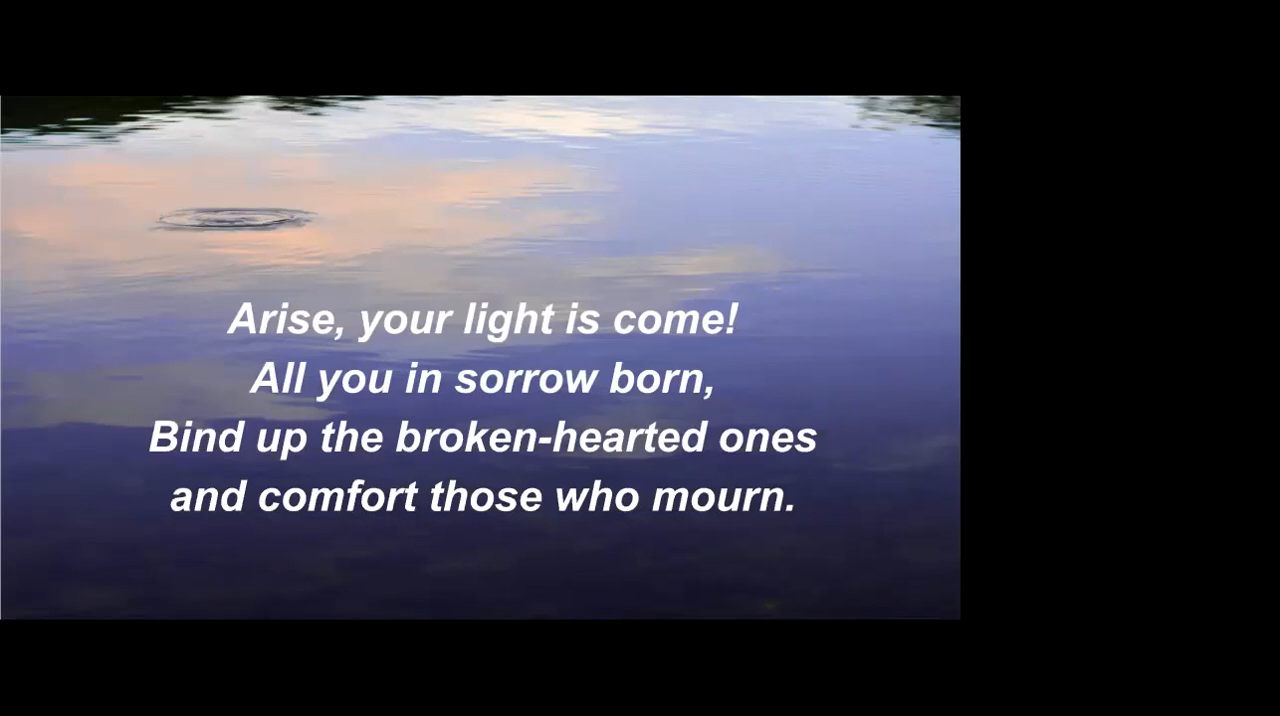 Arise, your light is come!
All you in sorrow born,
Bind up the broken-hearted ones
and comfort those who mourn.